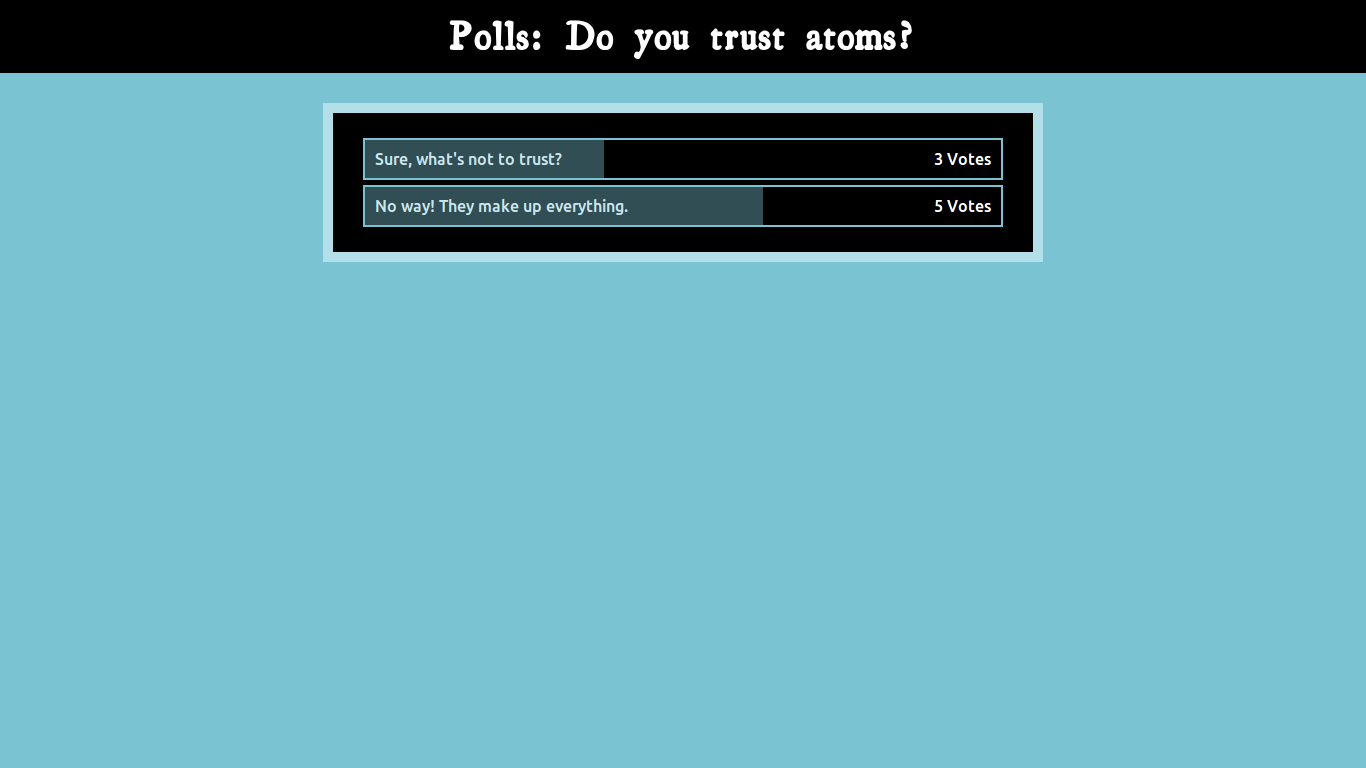 Polls: Do you trust atoms?
Sure, what's not to trust? 3 Votes
No way! They make up everything. 5 Votes